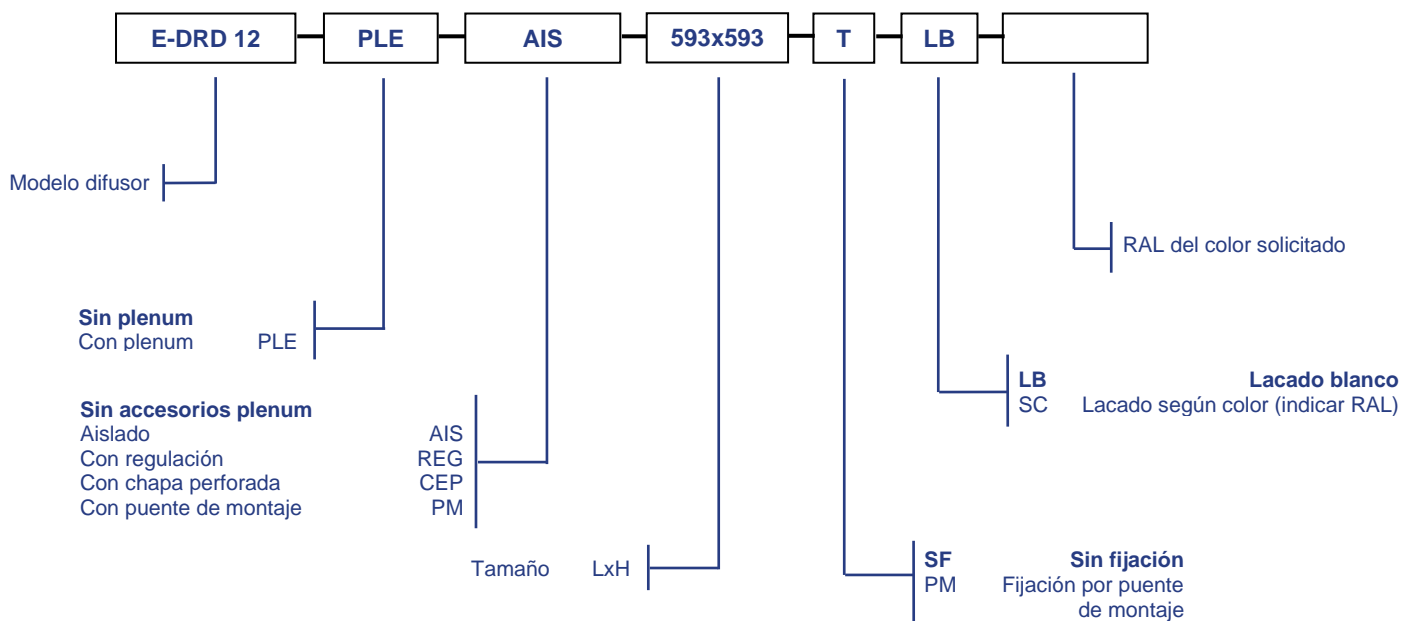 E-DRD 12 PLE AIS 593x593 T LB
Modelo difusor
RAL del color solicitado
Sin plenum
Con plenum PLE
LB Lacado blanco
SC Lacado según color (indicar RAL)
Sin accesorios plenum
Aislado AIS
Con regulación REG
Con chapa perforada CEP
Con puente de montaje PM
Tamaño LxH
SF Sin fijación
PM Fijación por puente
de montaje